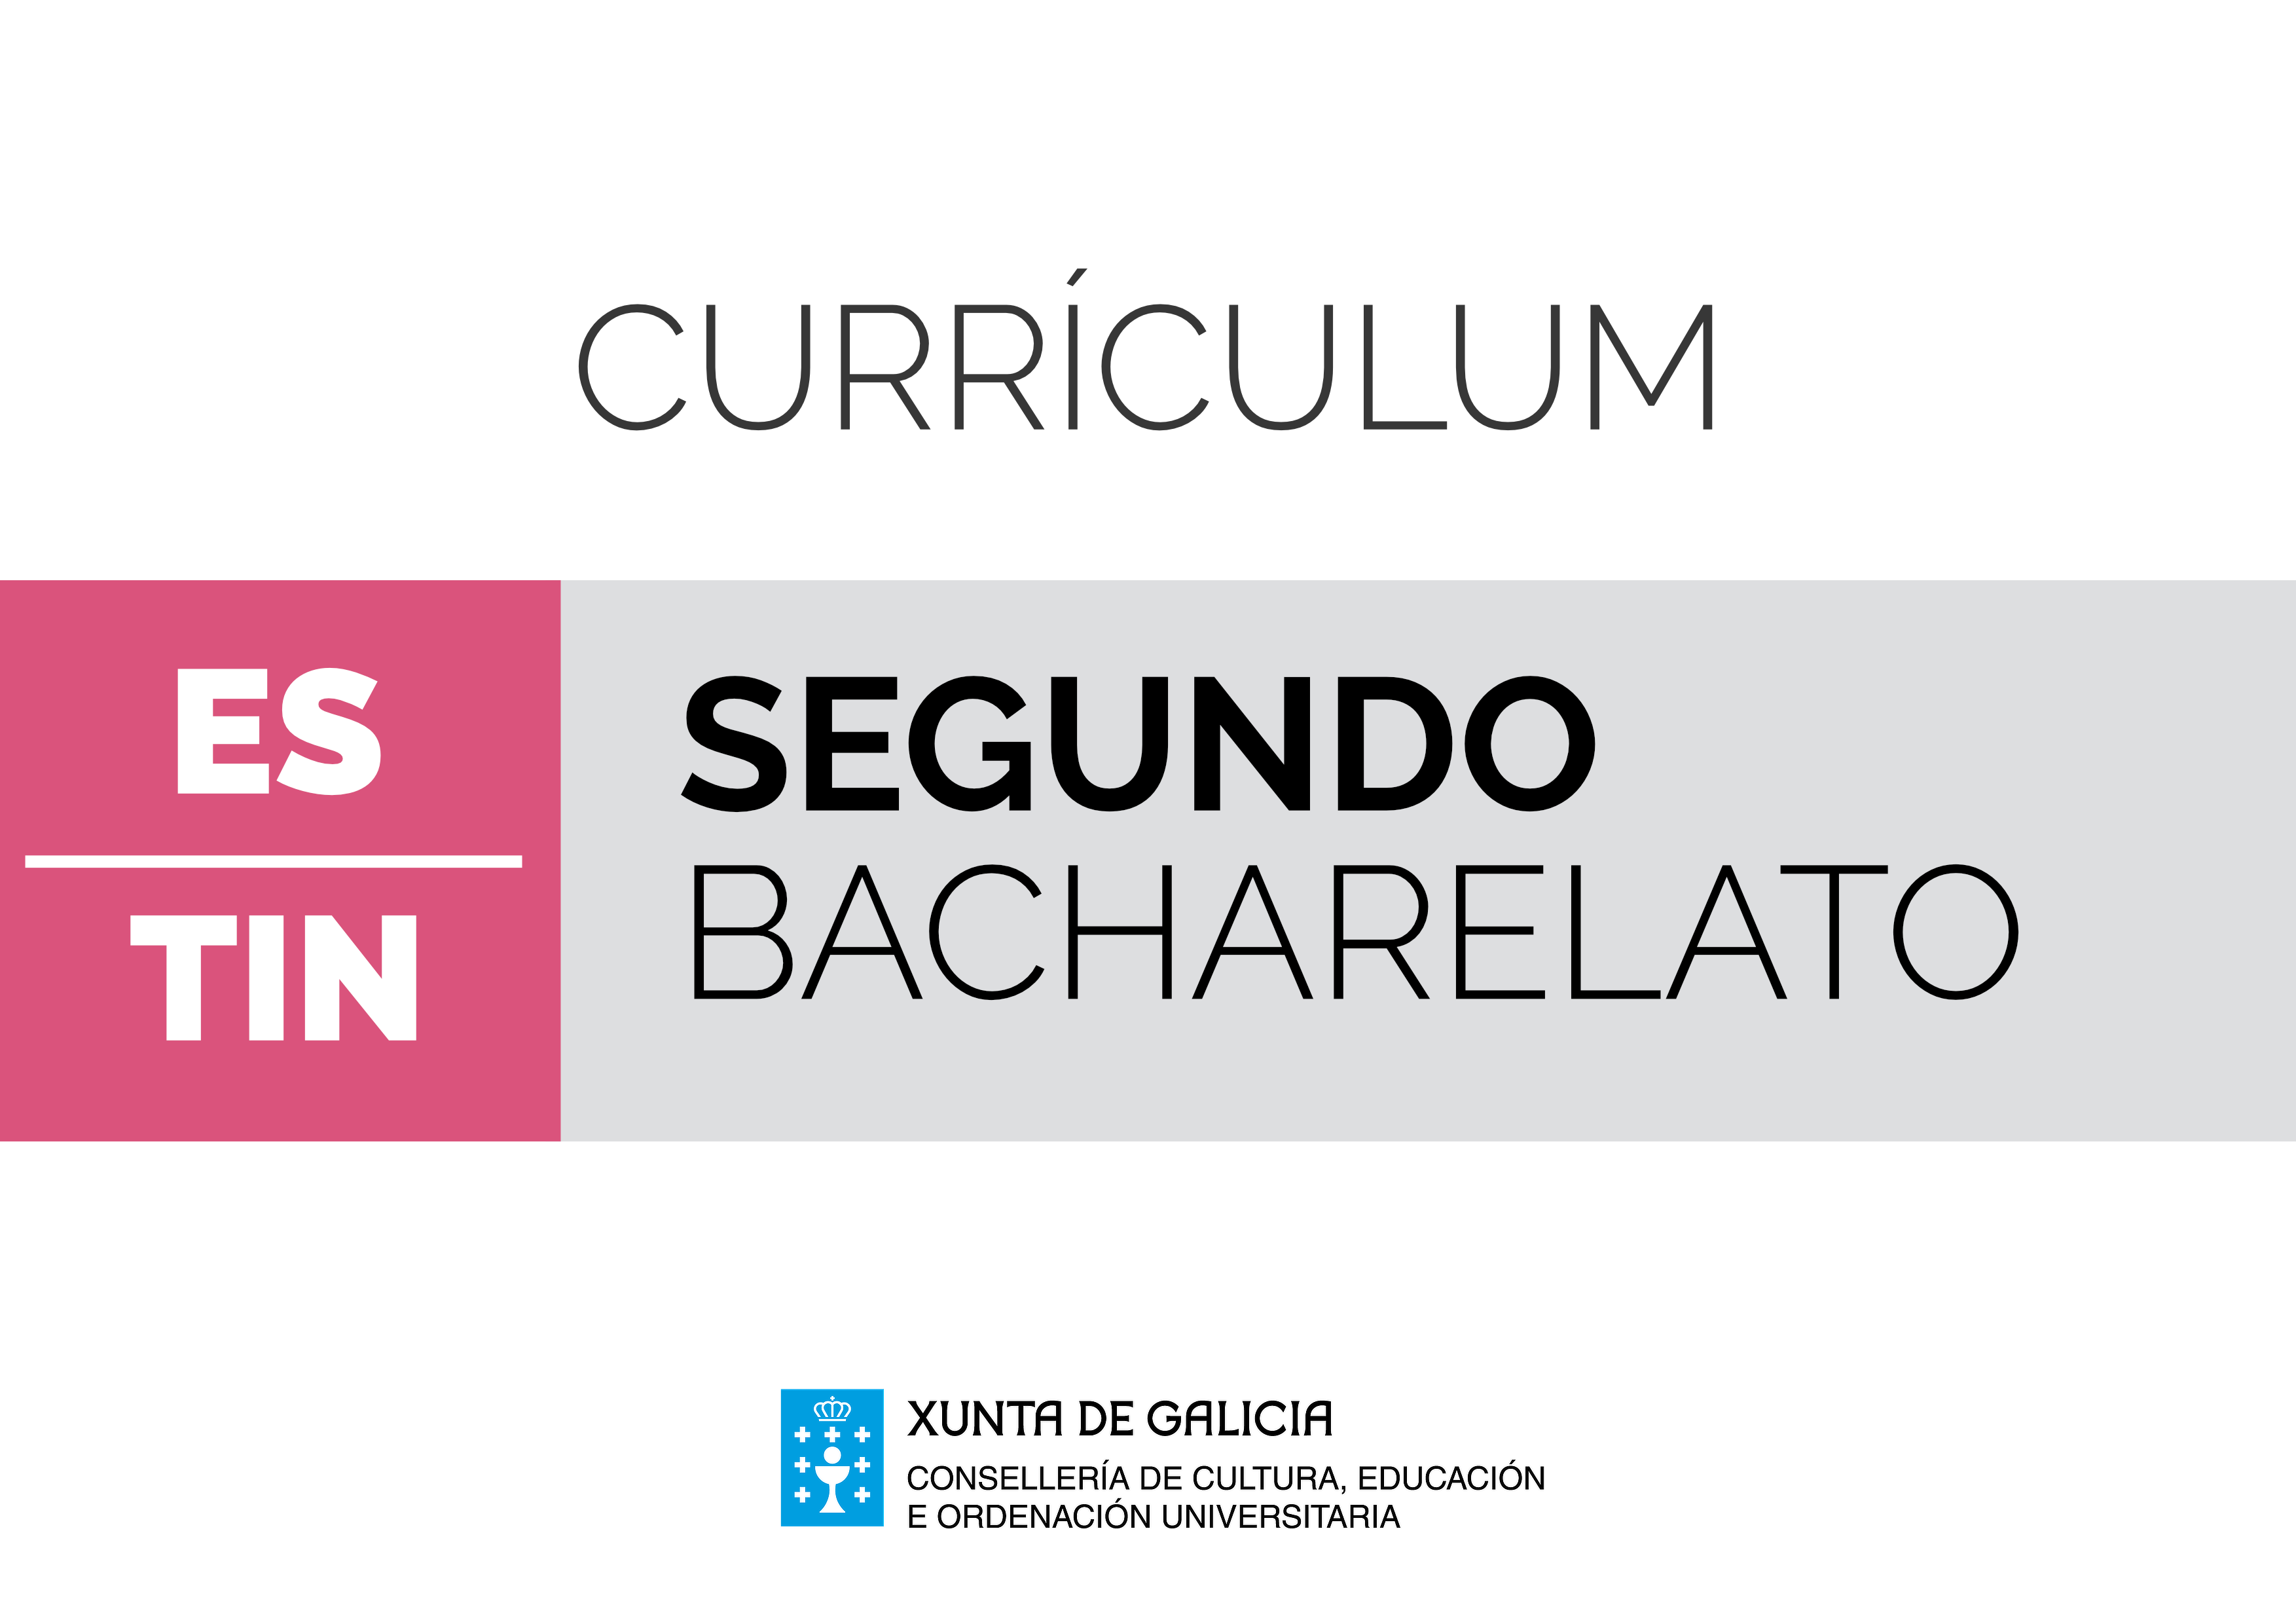 CURRÍCULUM
ES
TIN
SEGUNDO
BACHARELATO
XUNTA DE GALICIA
CONSELLERÍA DE CULTURA, EDUCACIÓN
E ORDENACIÓN UNIVERSITARIA